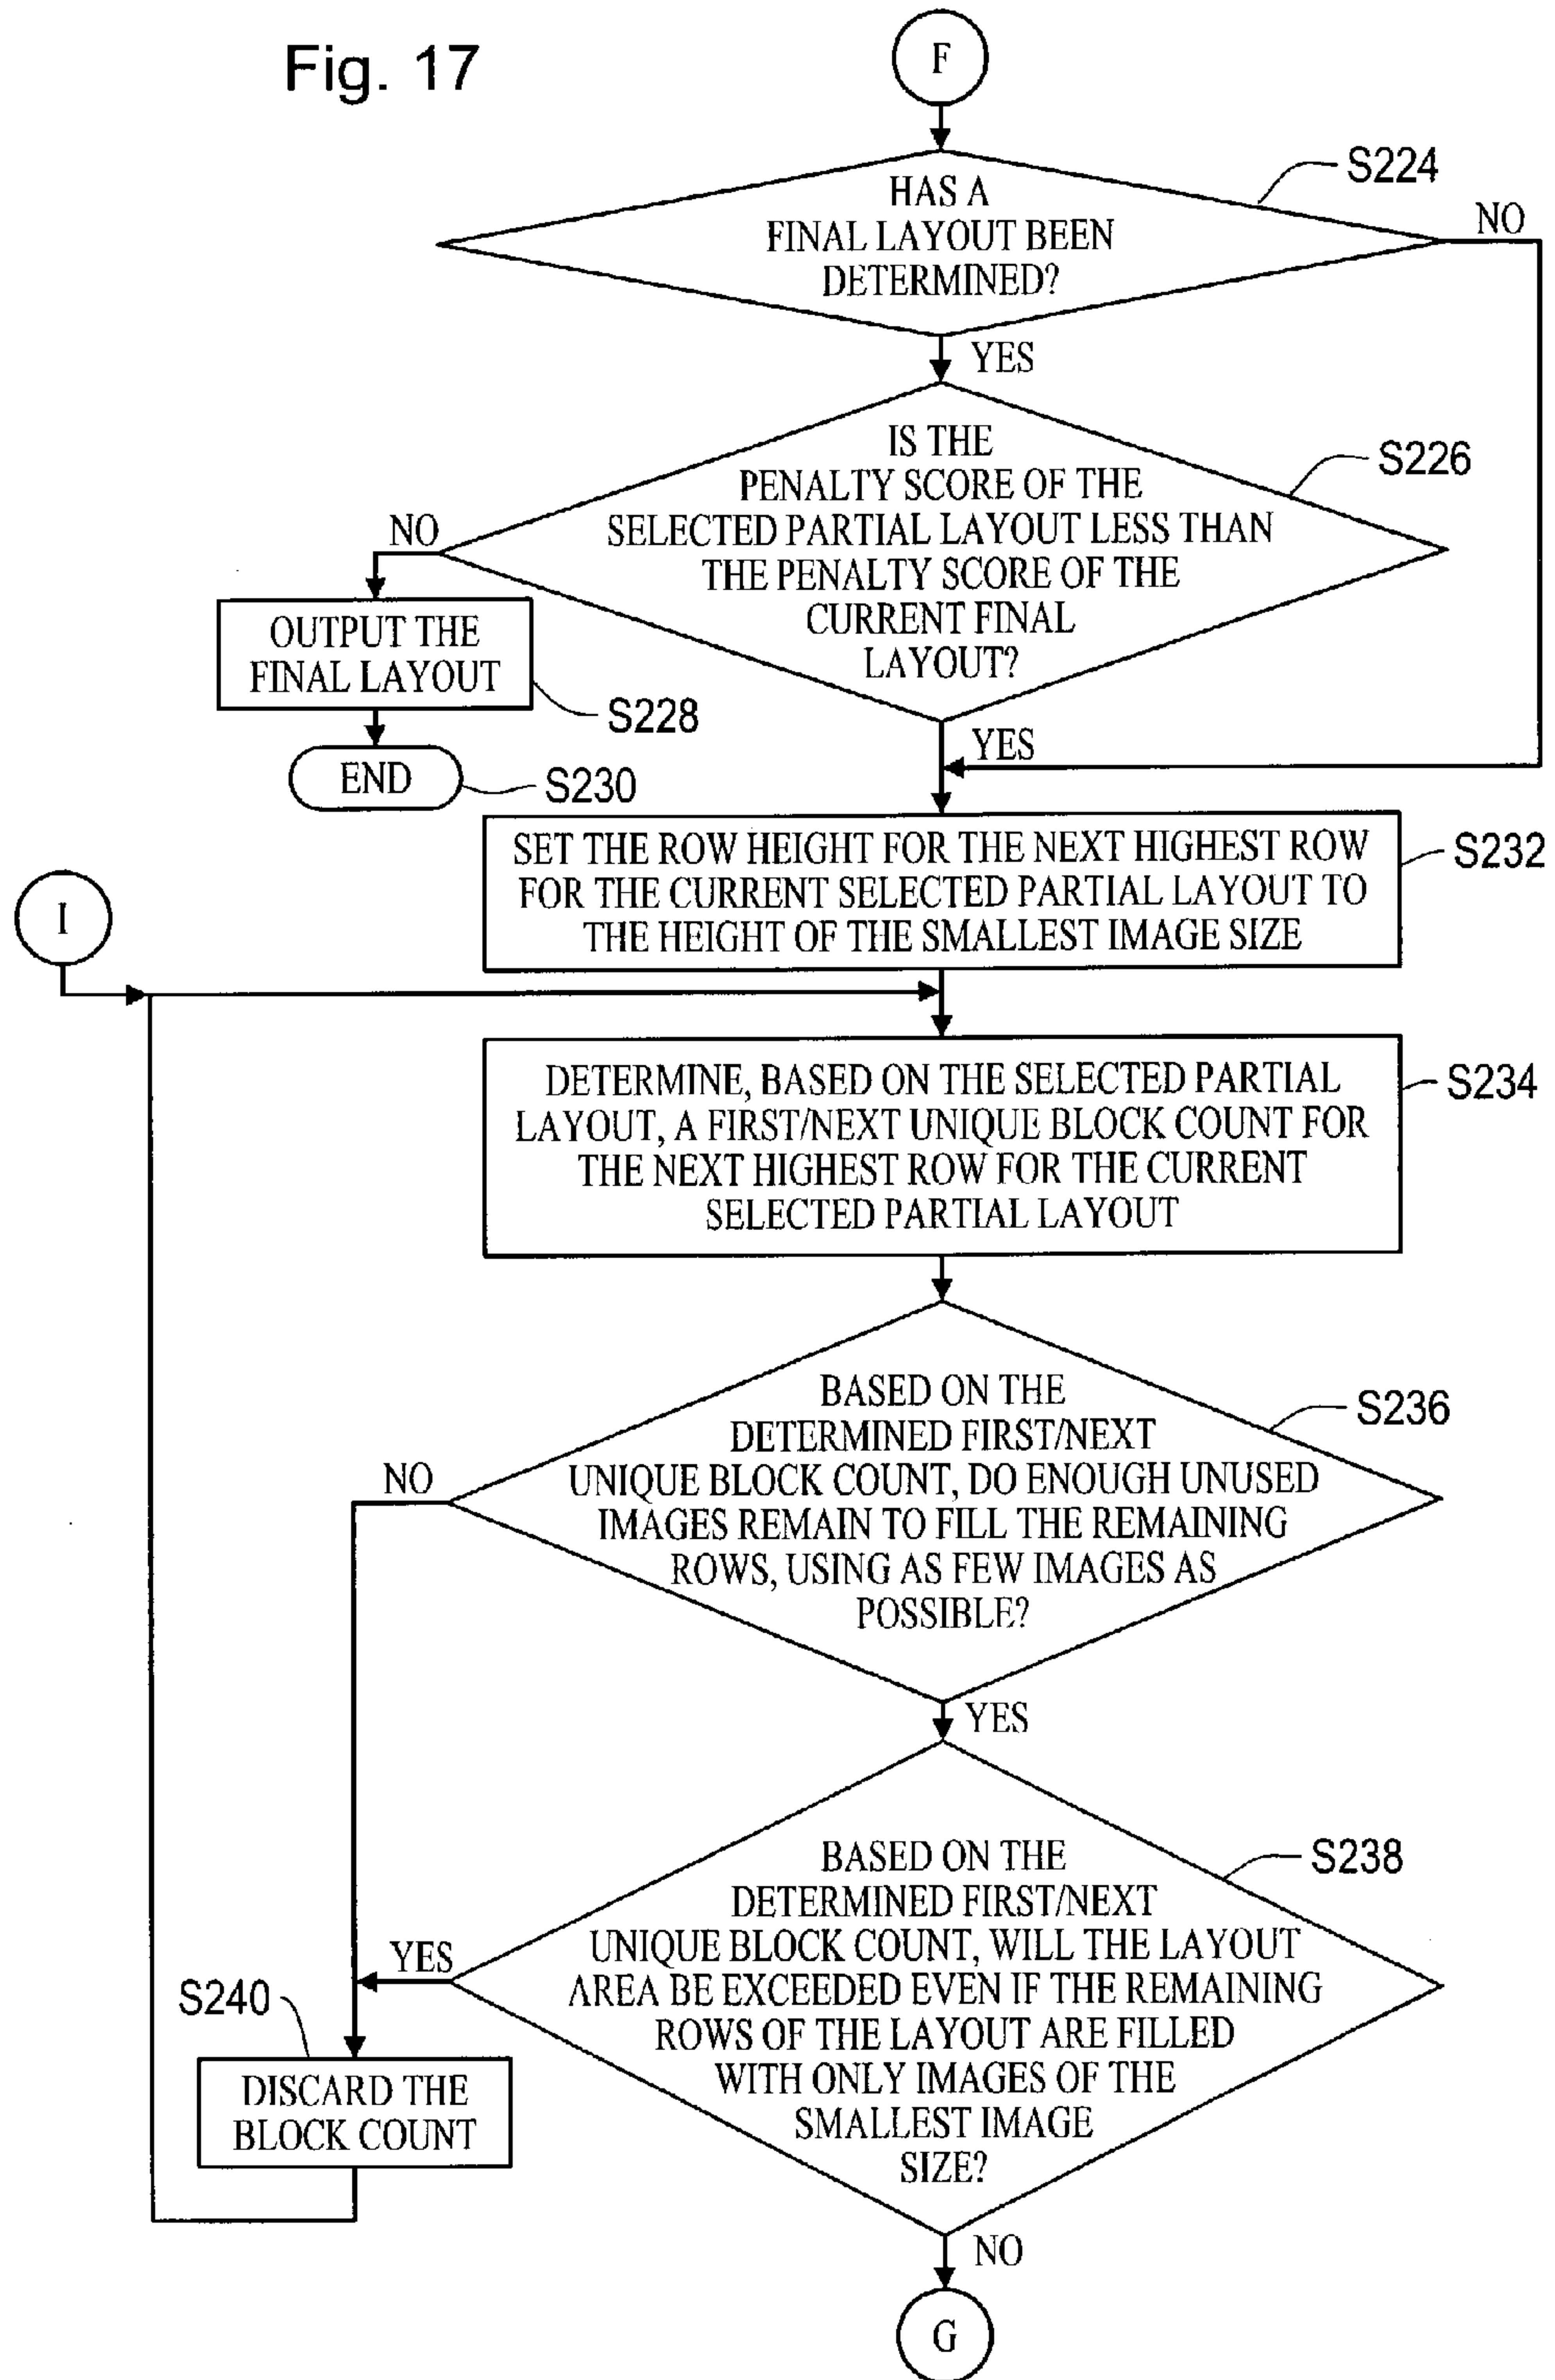 Fig. 17
F
HAS A
FINAL LAYOUT BEEN
DETERMINED?
S224
NO
YES
IS THE
PENALTY SCORE OF THE
SELECTED PARTIAL LAYOUT LESS THAN
THE PENALTY SCORE OF THE
CURRENT FINAL
LAYOUT?
S226
NO
OUTPUT THE
FINAL LAYOUT
S228
END
S230
YES
SET THE ROW HEIGHT FOR THE NEXT HIGHEST ROW
FOR THE CURRENT SELECTED PARTIAL LAYOUT TO
THE HEIGHT OF THE SMALLEST IMAGE SIZE
S232
I
DETERMINE, BASED ON THE SELECTED PARTIAL
LAYOUT, A FIRST/NEXT UNIQUE BLOCK COUNT FOR
THE NEXT HIGHEST ROW FOR THE CURRENT
SELECTED PARTIAL LAYOUT
S234
BASED ON THE
DETERMINED FIRST/NEXT
UNIQUE BLOCK COUNT, DO ENOUGH UNUSED
IMAGES REMAIN TO FILL THE REMAINING
ROWS, USING AS FEW IMAGES AS
POSSIBLE?
S236
NO
YES
BASED ON THE
DETERMINED FIRST/NEXT
UNIQUE BLOCK COUNT, WILL THE LAYOUT
AREA BE EXCEEDED EVEN IF THE REMAINING
ROWS OF THE LAYOUT ARE FILLED
WITH ONLY IMAGES OF THE
SMALLEST IMAGE
SIZE?
S238
YES
S240
DISCARD THE
BLOCK COUNT
NO
G